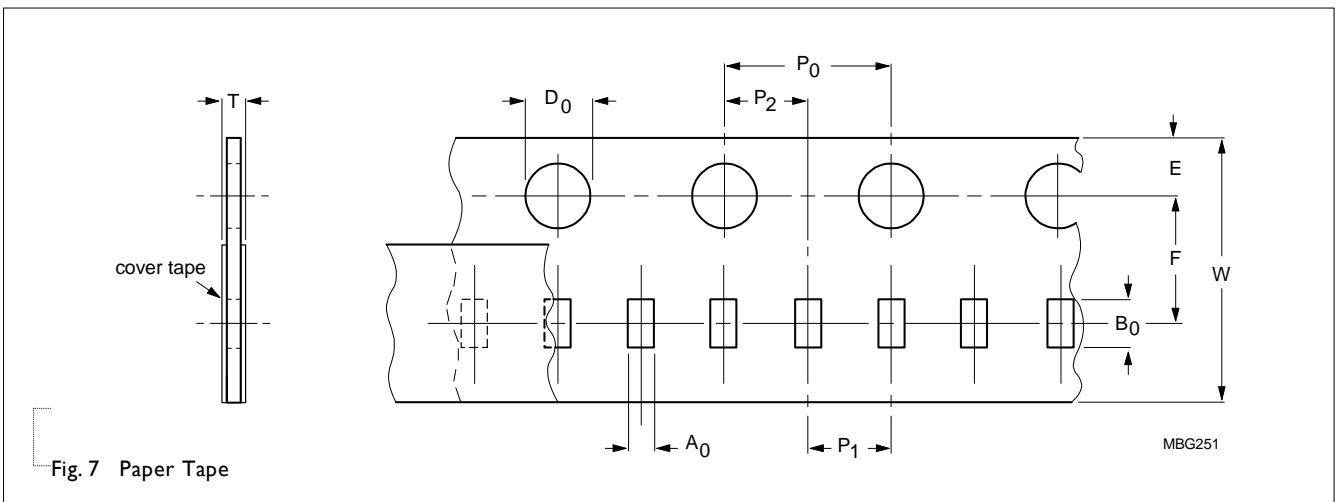 P0
T
D0
P2
E
F
W
cover tape
B0
A0
P1
MBG251
Fig. 7 Paper Tape